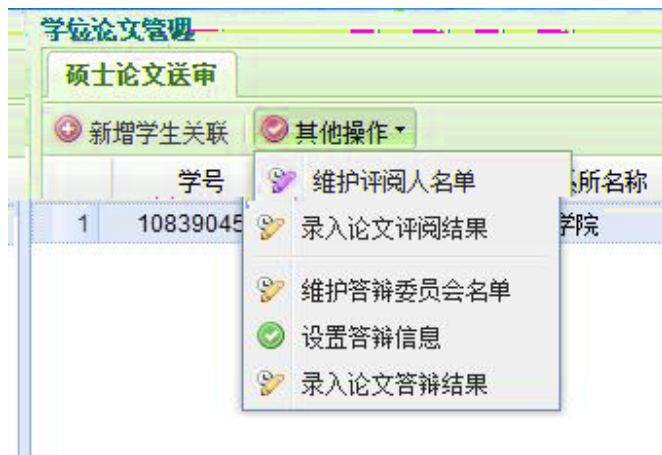 学位论文管理
硕士论文送审
新增学生关联 其他操作
学号 所名称
1 10839045 学院
维护评阅人名单
录入论文评阅结果
维护答辩委员会名单
设置答辩信息
录入论文答辩结果